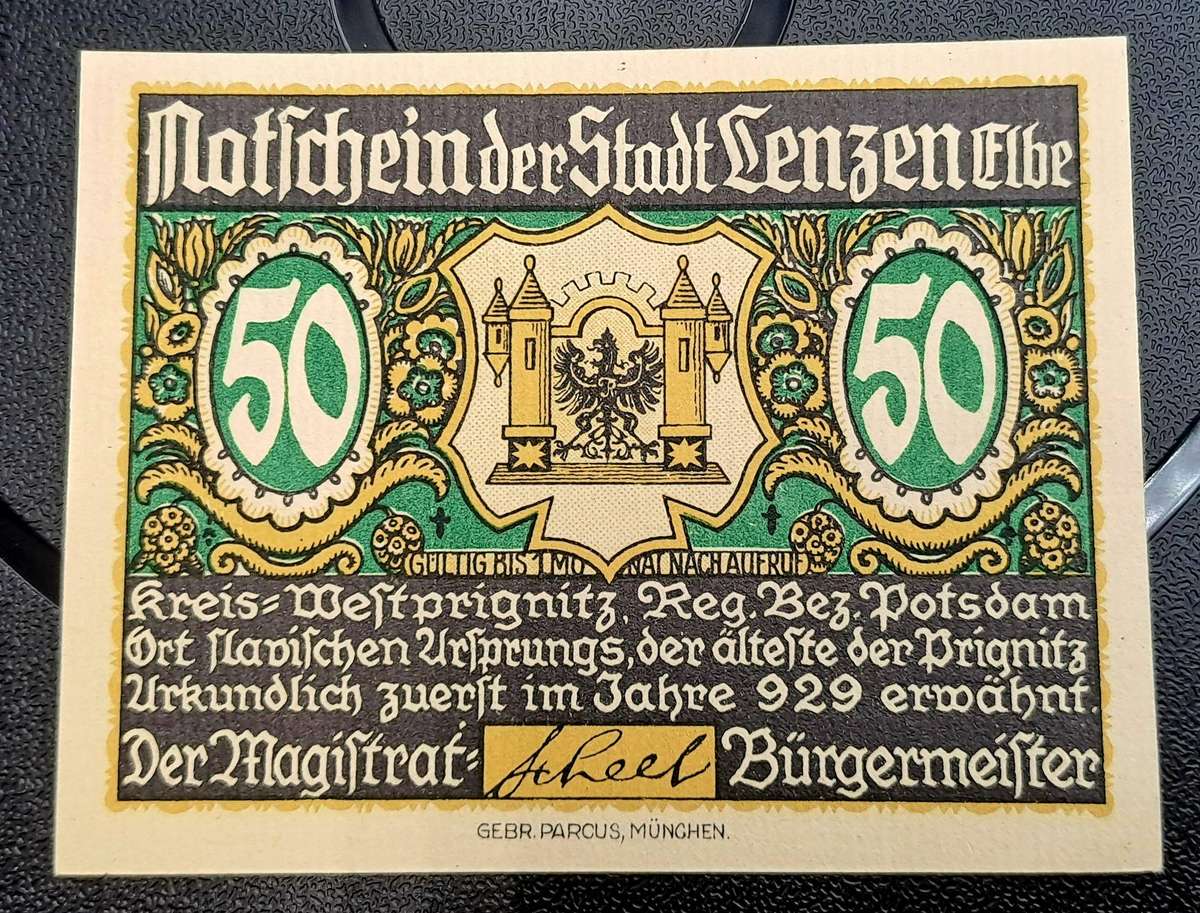 Notſchein der Stadt Lenzen Elbe
50 50
(GÜLTIG BIS 1 MONAT NACH AUFRUF)
Kreis=Weſtprignitz, Reg. Bez. Potsdam
Ort ſlaviſchen Urſprungs, der älteſte der Prignitz
Urkundlich zuerſt im Jahre 929 erwähnt.
Der Magiſtrat: Scheel Bürgermeiſter
GEBR. PARCUS, MÜNCHEN.